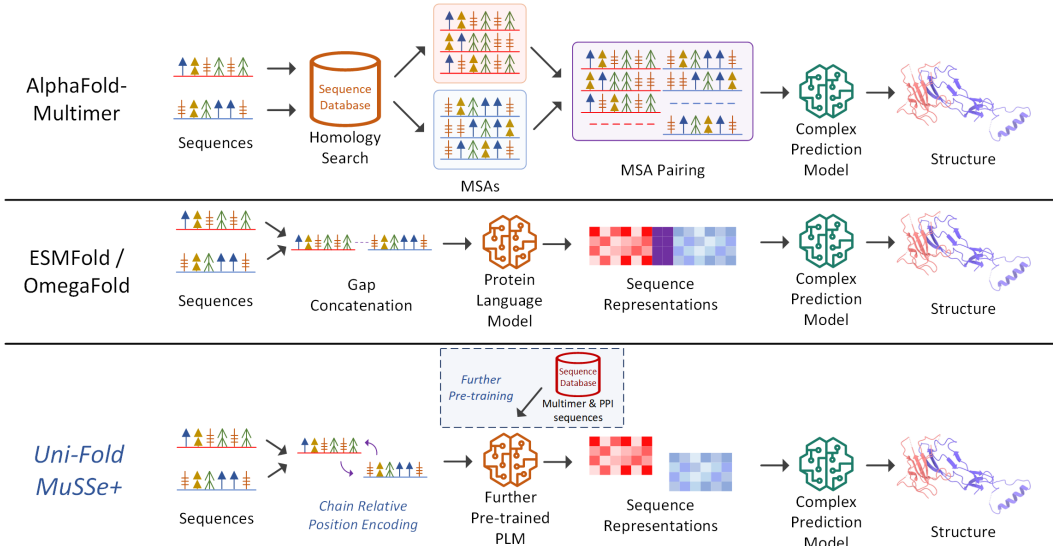 AlphaFold-
Multimer
Sequences
Sequence
Database
Homology
Search
MSAs
MSA Pairing
Complex
Prediction
Model
Structure
ESMFold /
OmegaFold
Sequences
Gap
Concatenation
Protein
Language
Model
Sequence
Representations
Complex
Prediction
Model
Structure
Uni-Fold
MuSSe+
Sequences
Chain Relative
Position Encoding
Further
Pre-training
Sequence
Database
Multimer & PPI
sequences
Further
Pre-trained
PLM
Sequence
Representations
Complex
Prediction
Model
Structure